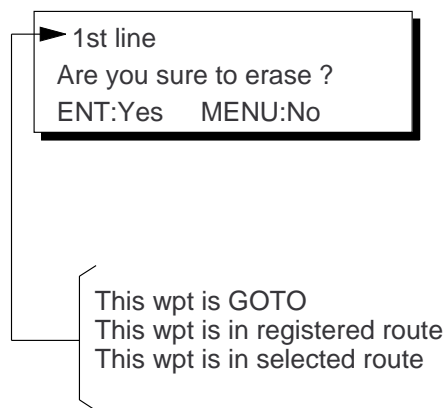 1st line
Are you sure to erase ?
ENT:Yes MENU:No
This wpt is GOTO
This wpt is in registered route
This wpt is in selected route